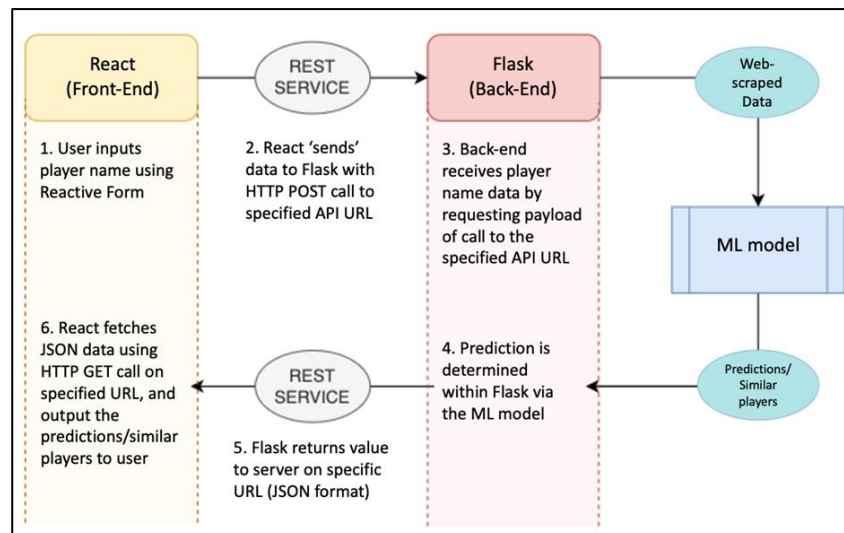 React
(Front-End)
REST
SERVICE
Flask
(Back-End)
Web-
scraped
Data
1. User inputs
player name using
Reactive Form
2. React ‘sends’
data to Flask with
HTTP POST call to
specified API URL
3. Back-end
receives player
name data by
requesting payload
of call to the
specified API URL
ML model
6. React fetches
JSON data using
HTTP GET call on
specified URL, and
output the
predictions/similar
players to user
REST
SERVICE
4. Prediction is
determined
within Flask via
the ML model
Predictions/
Similar
players
5. Flask returns value
to server on specific
URL (JSON format)